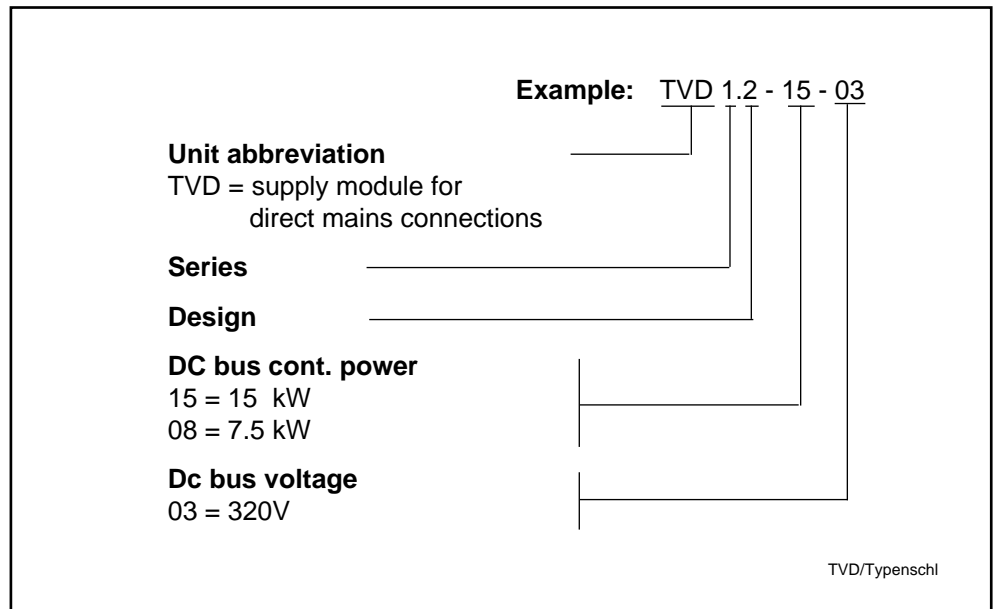 Example: TVD 1.2 - 15 - 03
Unit abbreviation
TVD = supply module for
direct mains connections
Series
Design
DC bus cont. power
15 = 15 kW
08 = 7.5 kW
Dc bus voltage
03 = 320V
TVD/Typenschl